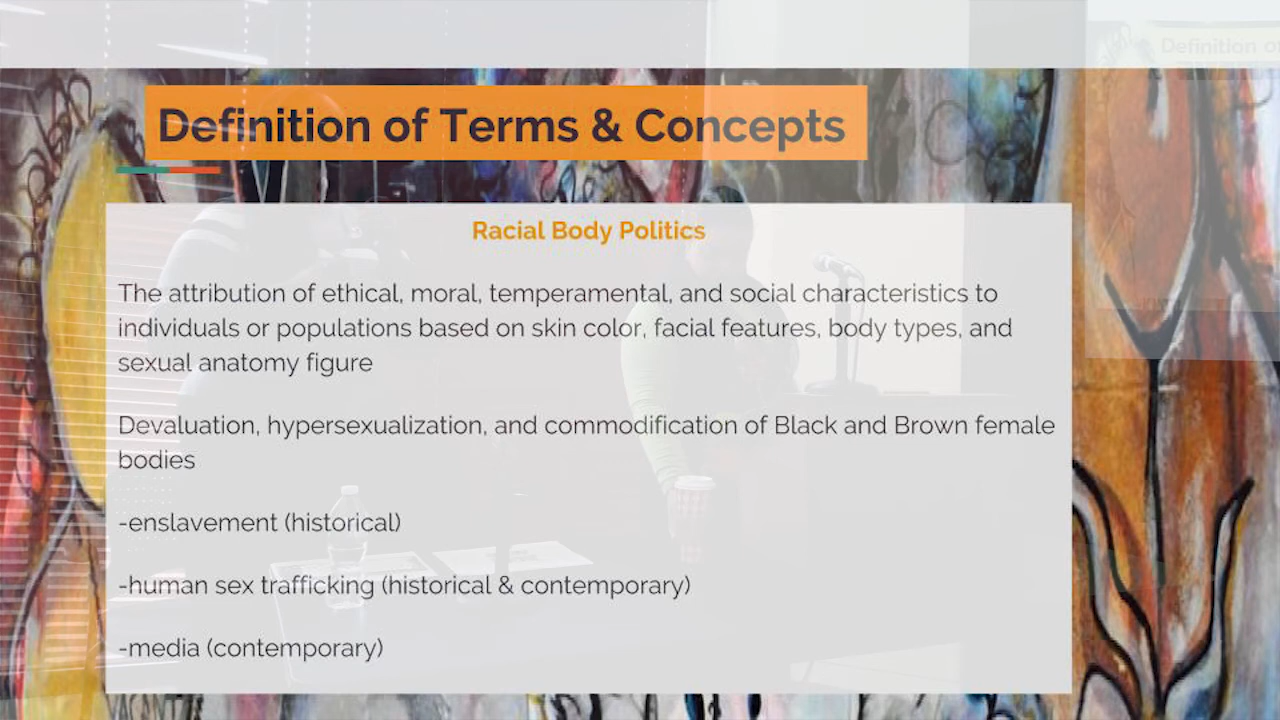 Definition o
Definition of Terms & Concepts
Racial Body Politics
The attribution of ethical, moral, temperamental, and social characteristics to
individuals or populations based on skin color, facial features, body types, and
sexual anatomy figure
Devaluation, hypersexualization, and commodification of Black and Brown female
bodies
-enslavement (historical)
-human sex trafficking (historical & contemporary)
-media (contemporary)
VACANT